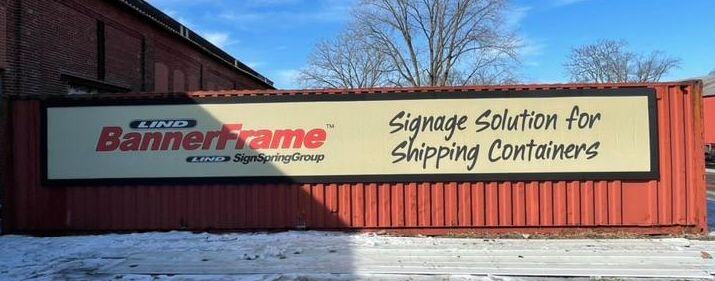 LIND
BannerFrame™
LIND SignSpringGroup
Signage Solution for
Shipping Containers